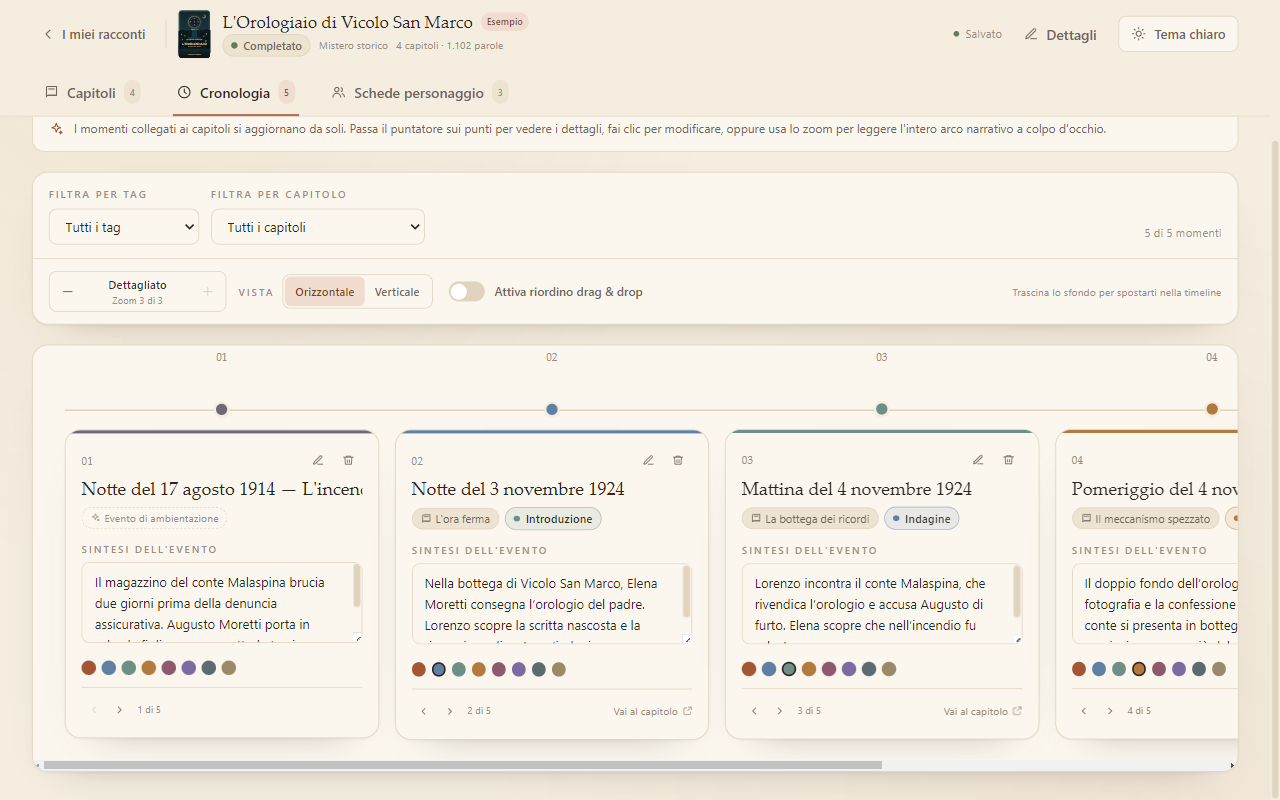 I miei racconti
L'Orologiaio di Vicolo San Marco
Esempio
Completato
Mistero storico 4 capitoli · 1.102 parole
Salvato
Dettagli
Tema chiaro
Capitoli 4
Cronologia 5
Schede personaggio 3
I momenti collegati ai capitoli si aggiornano da soli. Passa il puntatore sui punti per vedere i dettagli, fai clic per modificare, oppure usa lo zoom per leggere l'intero arco narrativo a colpo d'occhio.
FILTRA PER TAG
FILTRA PER CAPITOLO
Tutti i tag
Tutti i capitoli
5 di 5 momenti
Dettagliato
Zoom 3 di 3
VISTA
Orizzontale
Verticale
Attiva riordino drag & drop
Trascina lo sfondo per spostarti nella timeline
01
02
03
04
01
Notte del 17 agosto 1914 — L'incen
Evento di ambientazione
SINTESI DELL'EVENTO
Il magazzino del conte Malaspina brucia
due giorni prima della denuncia
assicurativa. Augusto Moretti porta in
1 di 5
02
Notte del 3 novembre 1924
L'ora ferma
Introduzione
SINTESI DELL'EVENTO
Nella bottega di Vicolo San Marco, Elena
Moretti consegna l'orologio del padre.
Lorenzo scopre la scritta nascosta e la
2 di 5
Vai al capitolo
03
Mattina del 4 novembre 1924
La bottega dei ricordi
Indagine
SINTESI DELL'EVENTO
Lorenzo incontra il conte Malaspina, che
rivendica l'orologio e accusa Augusto di
furto. Elena scopre che nell'incendio fu
3 di 5
Vai al capitolo
04
Pomeriggio del 4 nov
Il meccanismo spezzato
SINTESI DELL'EVENTO
Il doppio fondo dell'orolog
fotografia e la confessione
conte si presenta in botteg
4 di 5